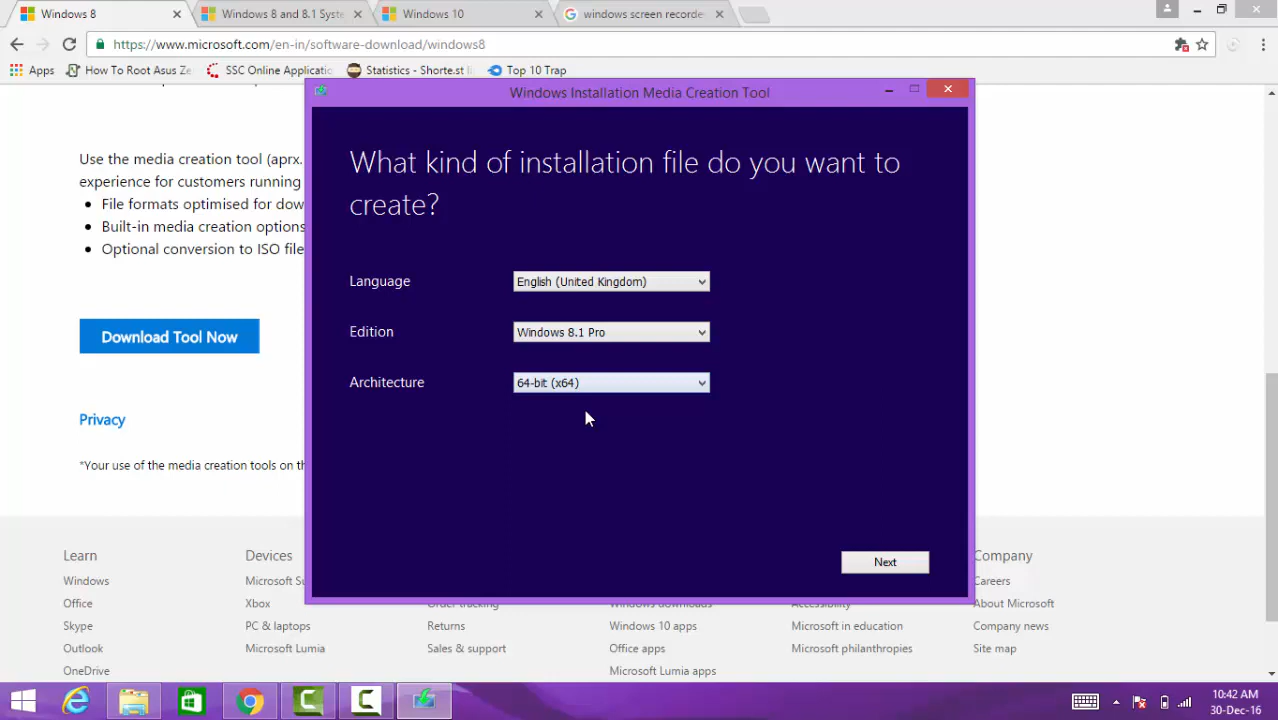 Windows 8
Windows 8 and 8.1 Syst
Windows 10
windows screen recorde
https://www.microsoft.com/en-in/software-download/windows8
Apps
How To Root Asus Ze
SSC Online Applicatio
Statistics - Shorte.st l
Top 10 Trap
Windows Installation Media Creation Tool
What kind of installation file do you want to
create?
Language
English (United Kingdom)
Edition
Windows 8.1 Pro
Architecture
64-bit (x64)
Next
Use the media creation tool (aprx.
experience for customers running
File formats optimised for dow
Built-in media creation options
Optional conversion to ISO file
Download Tool Now
Privacy
*Your use of the media creation tools on th
Learn
Windows
Office
Skype
Outlook
OneDrive
Devices
Microsoft Su
Xbox
PC & laptops
Microsoft Lumia
Order tracking
Returns
Sales & support
Windows downloads
Windows 10 apps
Office apps
Microsoft Lumia apps
Accessibility
Microsoft in education
Microsoft philanthropies
Company
Careers
About Microsoft
Company news
Site map
10:42 AM
30-Dec-16